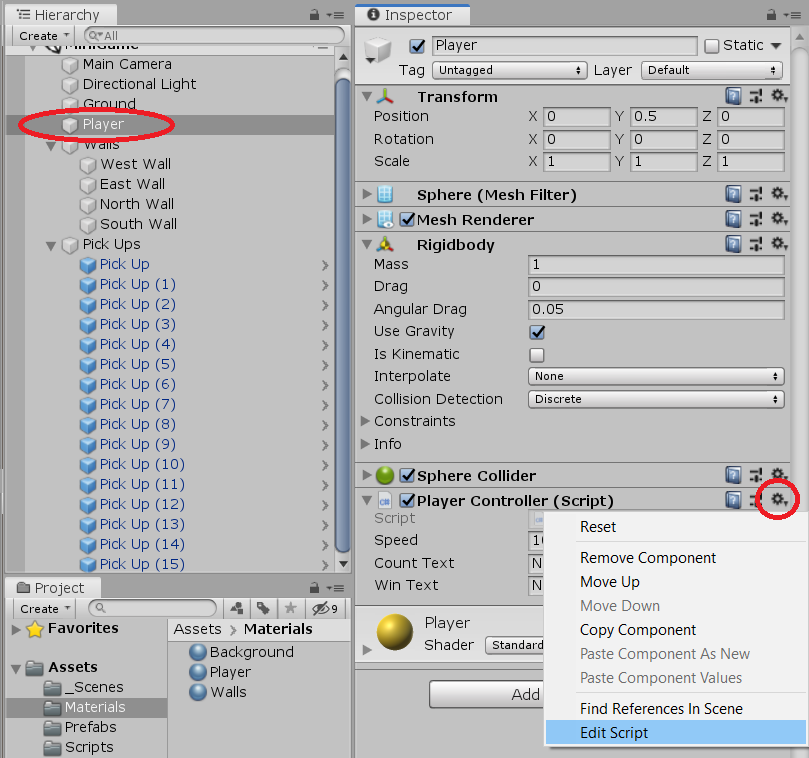 Hierarchy
Create
All
MiniGame
Main Camera
Directional Light
Ground
Player
Walls
West Wall
East Wall
North Wall
South Wall
Pick Ups
Pick Up
Pick Up (1)
Pick Up (2)
Pick Up (3)
Pick Up (4)
Pick Up (5)
Pick Up (6)
Pick Up (7)
Pick Up (8)
Pick Up (9)
Pick Up (10)
Pick Up (11)
Pick Up (12)
Pick Up (13)
Pick Up (14)
Pick Up (15)
Project
Create
9
Favorites
Assets
_Scenes
Materials
Prefabs
Scripts
Assets > Materials
Background
Player
Walls
Inspector
Player Static
Tag Untagged Layer Default
Transform
Position X 0 Y 0.5 Z 0
Rotation X 0 Y 0 Z 0
Scale X 1 Y 1 Z 1
Sphere (Mesh Filter)
Mesh Renderer
Rigidbody
Mass 1
Drag 0
Angular Drag 0.05
Use Gravity
Is Kinematic
Interpolate None
Collision Detection Discrete
Constraints
Info
Sphere Collider
Player Controller (Script)
Script
Speed
Count Text
Win Text
Player
Shader Standard
Add
Reset
Remove Component
Move Up
Move Down
Copy Component
Paste Component As New
Paste Component Values
Find References In Scene
Edit Script